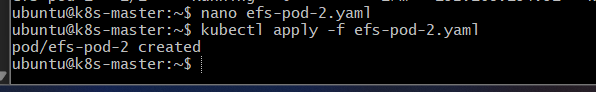 ubuntu@k8s-master:~$ nano efs-pod-2.yaml
ubuntu@k8s-master:~$ kubectl apply -f efs-pod-2.yaml
pod/efs-pod-2 created
ubuntu@k8s-master:~$